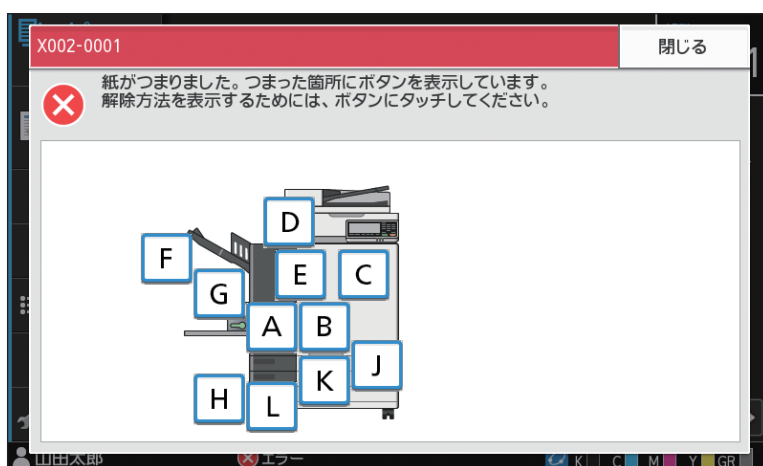 X002-0001
閉じる
紙がつまりました。つまった箇所にボタンを表示しています。
解除方法を表示するためには、ボタンにタッチしてください。
D
F
E
C
G
A
B
J
K
H
L
山田太郎
エラー
K
C
M
Y
GR